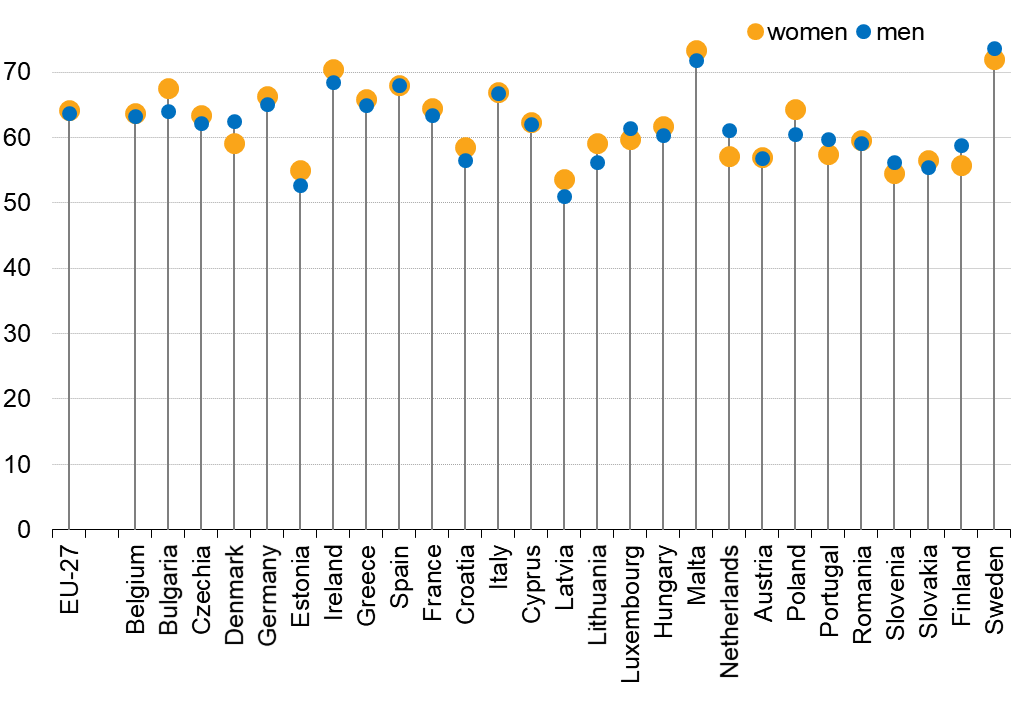 women men
70
60
50
40
30
20
10
0
EU-27
Belgium
Bulgaria
Czechia
Denmark
Germany
Estonia
Ireland
Greece
Spain
France
Croatia
Italy
Cyprus
Latvia
Lithuania
Luxembourg
Hungary
Malta
Netherlands
Austria
Poland
Portugal
Romania
Slovenia
Slovakia
Finland
Sweden